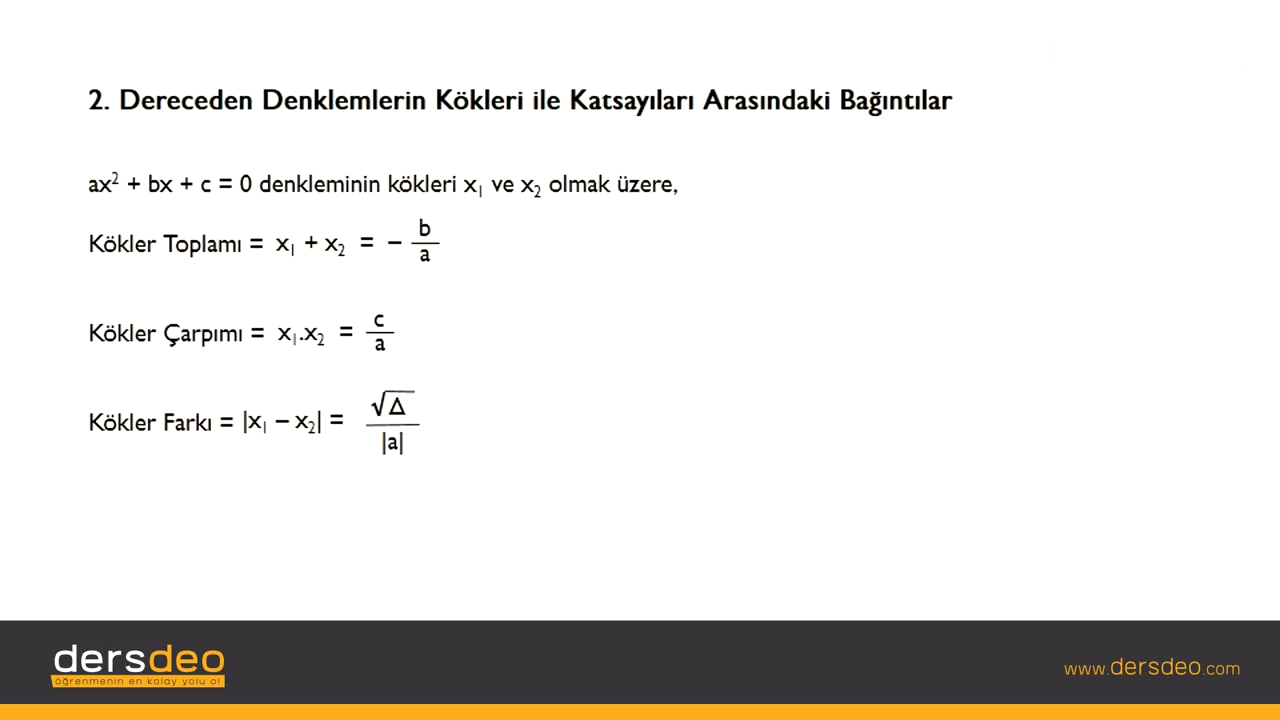 2. Dereceden Denklemlerin Kökleri ile Katsayıları Arasındaki Bağıntılar
ax² + bx + c = 0 denkleminin kökleri x₁ ve x₂ olmak üzere,
Kökler Toplamı = x₁ + x₂ = − b/a
Kökler Çarpımı = x₁.x₂ = c/a
Kökler Farkı = |x₁ − x₂| = √Δ/|a|
dersdeo
öğrenmenin en kolay yolu o!
www.dersdeo.com